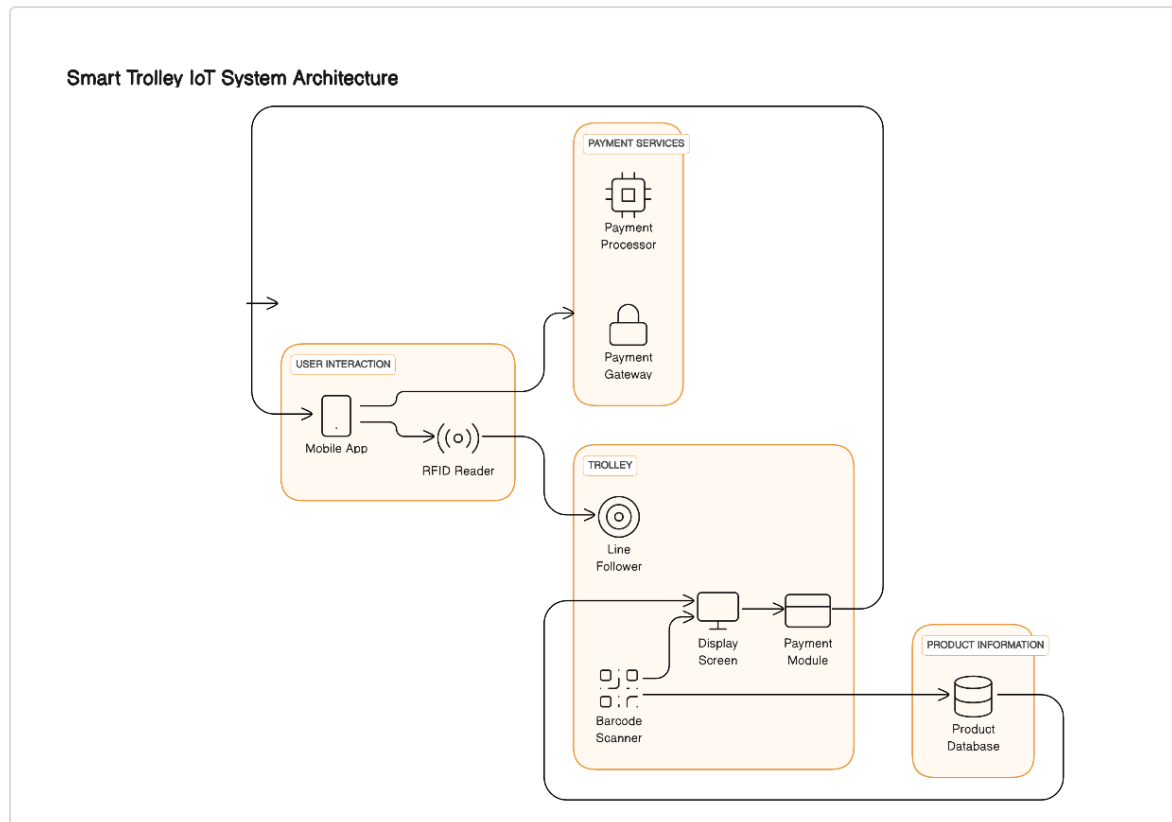 Smart Trolley IoT System Architecture
PAYMENT SERVICES
Payment
Processor
Payment
Gateway
USER INTERACTION
Mobile App
RFID Reader
TROLLEY
Line
Follower
Display
Screen
Payment
Module
Barcode
Scanner
PRODUCT INFORMATION
Product
Database